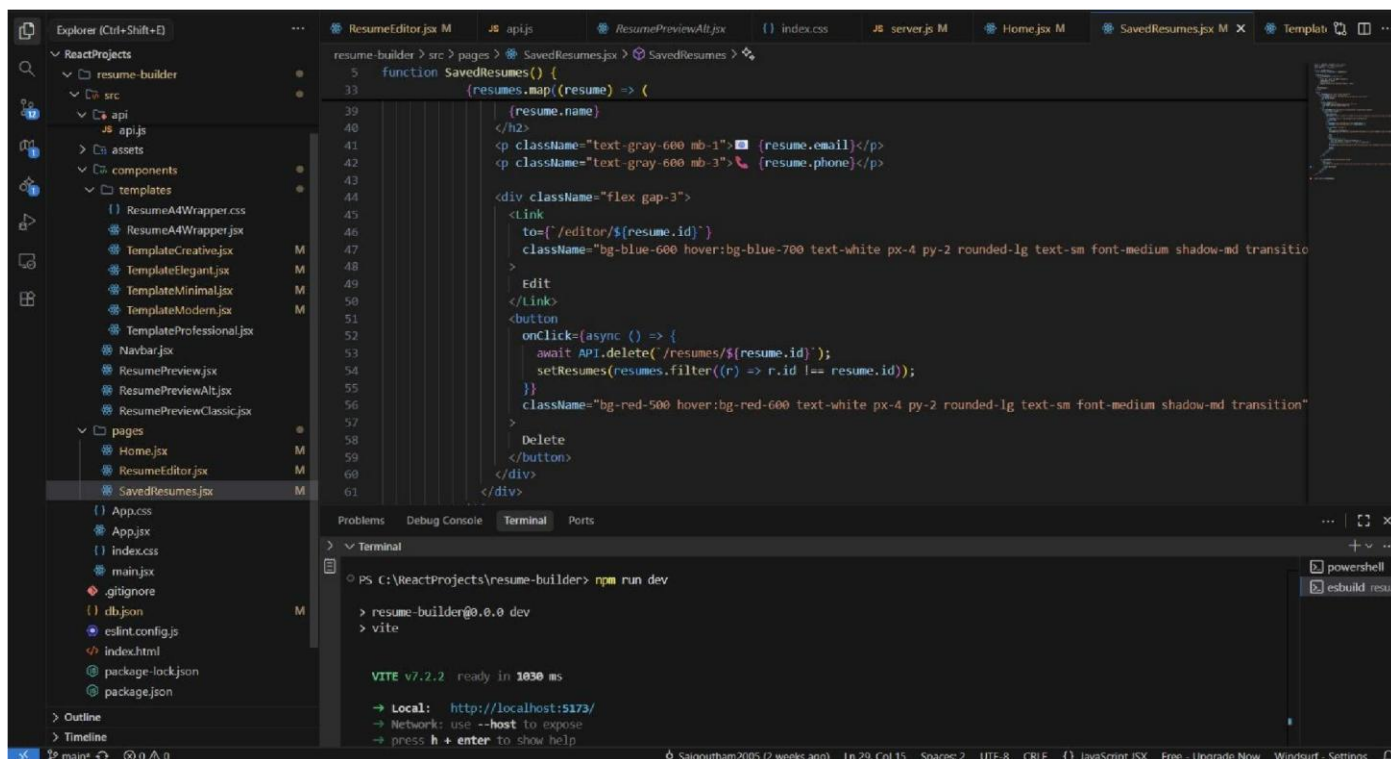 Explorer (Ctrl+Shift+E)
ReactProjects
resume-builder
src
api
api.js
assets
components
templates
ResumeA4Wrapper.css
ResumeA4Wrapper.jsx
TemplateCreative.jsx M
TemplateElegant.jsx M
TemplateMinimal.jsx M
TemplateModern.jsx M
TemplateProfessional.jsx
Navbar.jsx
ResumePreview.jsx
ResumePreviewAlt.jsx
ResumePreviewClassic.jsx
pages
Home.jsx M
ResumeEditor.jsx M
SavedResumes.jsx M
App.css
App.jsx
index.css
main.jsx
.gitignore
db.json M
eslint.config.js
index.html
package-lock.json
package.json
Outline
Timeline
ResumeEditor.jsx M api.js ResumePreviewAlt.jsx index.css server.js M Home.jsx M SavedResumes.jsx M
resume-builder > src > pages > SavedResumes.jsx > SavedResumes >
5 function SavedResumes() {
33 {resumes.map((resume) => (
39 {resume.name}
40 </h2>
41 <p className="text-gray-600 mb-1">📧 {resume.email}</p>
42 <p className="text-gray-600 mb-3">📞 {resume.phone}</p>
43
44 <div className="flex gap-3">
45 <Link
46 to={`/editor/${resume.id}`}
47 className="bg-blue-600 hover:bg-blue-700 text-white px-4 py-2 rounded-lg text-sm font-medium shadow-md transitio
48 >
49 Edit
50 </Link>
51 <button
52 onClick={async () => {
53 await API.delete(`/resumes/${resume.id}`);
54 setResumes(resumes.filter((r) => r.id !== resume.id));
55 }}
56 className="bg-red-500 hover:bg-red-600 text-white px-4 py-2 rounded-lg text-sm font-medium shadow-md transition"
57 >
58 Delete
59 </button>
60 </div>
61 </div>
Problems Debug Console Terminal Ports
Terminal
PS C:\ReactProjects\resume-builder> npm run dev
> resume-builder@0.0.0 dev
> vite
VITE v7.2.2 ready in 1030 ms
➜ Local: http://localhost:5173/
➜ Network: use --host to expose
➜ press h + enter to show help
powershell
esbuild
main* 0 0 Saigoutham2005 (2 weeks ago) Ln 29, Col 15 Spaces: 2 UTF-8 CRLF {} JavaScript JSX Free - Upgrade Now Windsurf - Settings